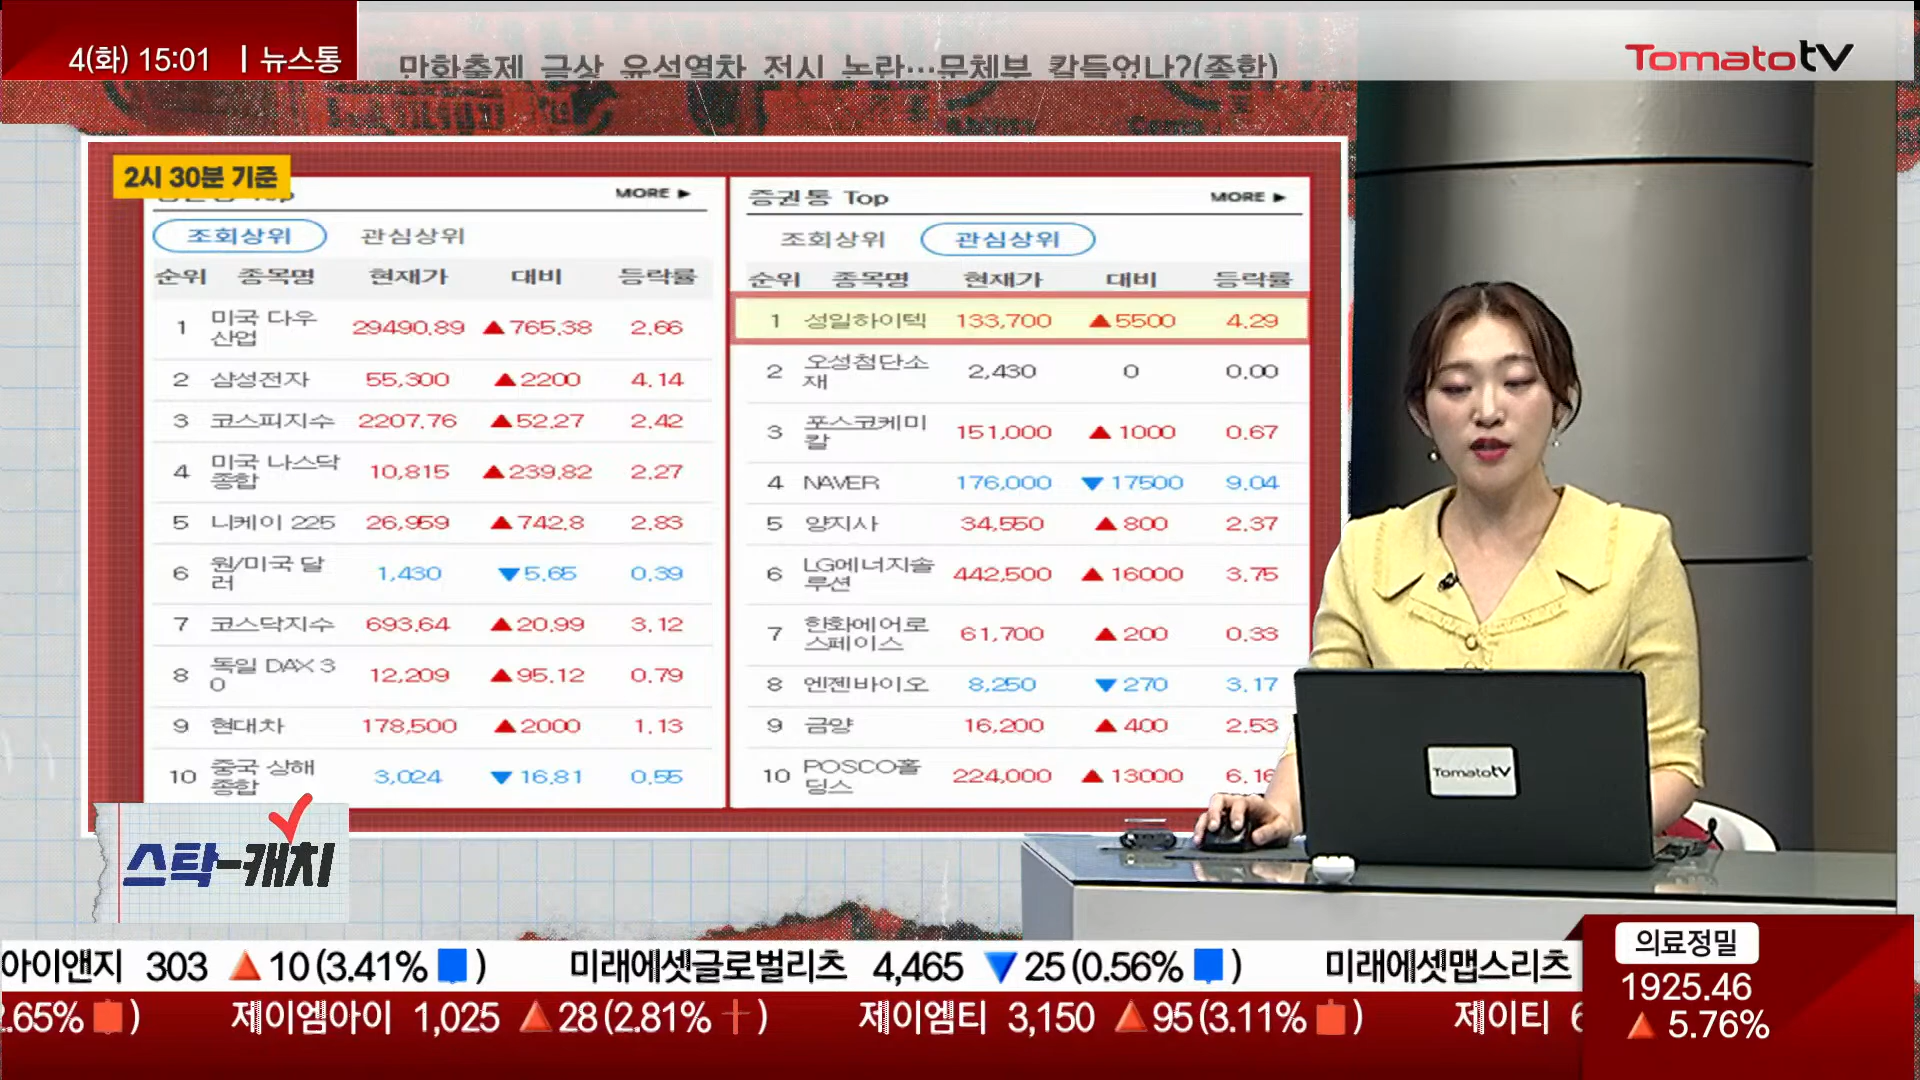 4(화) 15:01 | 뉴스통
만화축제 금상 윤석열차 전시 논란…문체부 칼들었나?(종합)
Tomatotv
2시 30분 기준
MORE ▶
조회상위 관심상위
순위 종목명 현재가 대비 등락률
1 미국 다우 산업 29490.89 ▲765.38 2.66
2 삼성전자 55,300 ▲2200 4.14
3 코스피지수 2207.76 ▲52.27 2.42
4 미국 나스닥 종합 10,815 ▲239.82 2.27
5 니케이 225 26,959 ▲742.8 2.83
6 원/미국 달 러 1,430 ▼5.65 0.39
7 코스닥지수 693.64 ▲20.99 3.12
8 독일 DAX 3 0 12,209 ▲95.12 0.79
9 현대차 178,500 ▲2000 1.13
10 중국 상해 종합 3,024 ▼16.81 0.55
증권통 Top MORE ▶
조회상위 관심상위
순위 종목명 현재가 대비 등락률
1 성일하이텍 133,700 ▲5500 4.29
2 오성첨단소 재 2,430 0 0.00
3 포스코케미 칼 151,000 ▲1000 0.67
4 NAVER 176,000 ▼17500 9.04
5 양지사 34,550 ▲800 2.37
6 LG에너지솔 루션 442,500 ▲16000 3.75
7 한화에어로 스페이스 61,700 ▲200 0.33
8 엔젠바이오 8,250 ▼270 3.17
9 금양 16,200 ▲400 2.53
10 POSCO홀 딩스 224,000 ▲13000 6.16
Tomatotv
스탁-캐치
아이앤지 303 ▲10(3.41% ■) 미래에셋글로벌리츠 4,465 ▼25(0.56% ■) 미래에셋맵스리츠
2.65% ■) 제이엠아이 1,025 ▲28(2.81% +) 제이엠티 3,150 ▲95(3.11% ■) 제이티
의료정밀
1925.46
▲ 5.76%